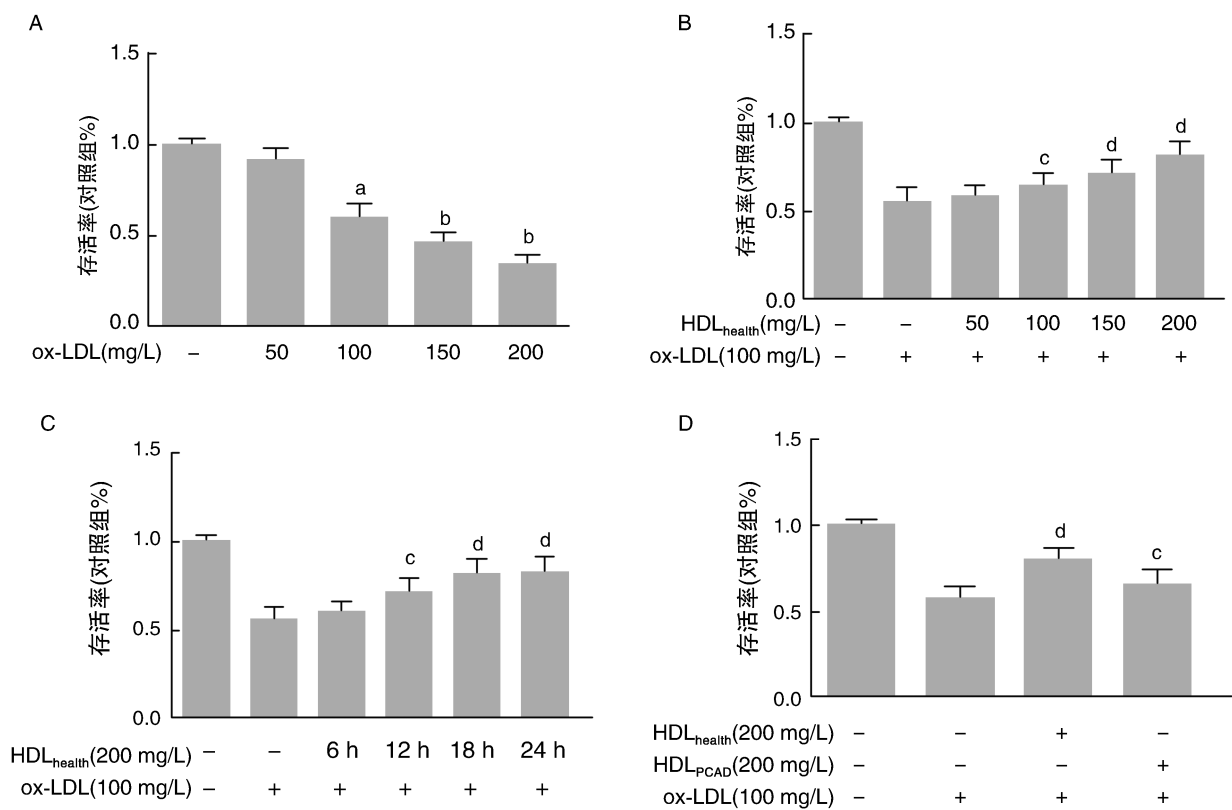 A
存活率(对照组%)
1.5
1.0
0.5
0.0
a
b
b
ox-LDL(mg/L) – 50 100 150 200
B
存活率(对照组%)
1.5
1.0
0.5
0.0
c
d
d
HDLhealth(mg/L) – – 50 100 150 200
ox-LDL(100 mg/L) – + + + + +
C
存活率(对照组%)
1.5
1.0
0.5
0.0
c
d
d
HDLhealth(200 mg/L) – – 6 h 12 h 18 h 24 h
ox-LDL(100 mg/L) – + + + + +
D
存活率(对照组%)
1.5
1.0
0.5
0.0
d
c
HDLhealth(200 mg/L) – – + –
HDLPCAD(200 mg/L) – – – +
ox-LDL(100 mg/L) – + + +